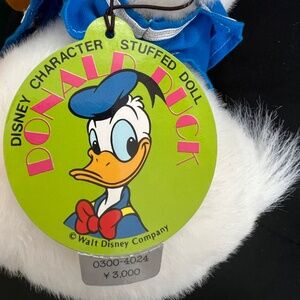 DISNEY CHARACTER STUFFED DOLL
DONALD DUCK
© Walt Disney Company
0300-4024
¥3,000